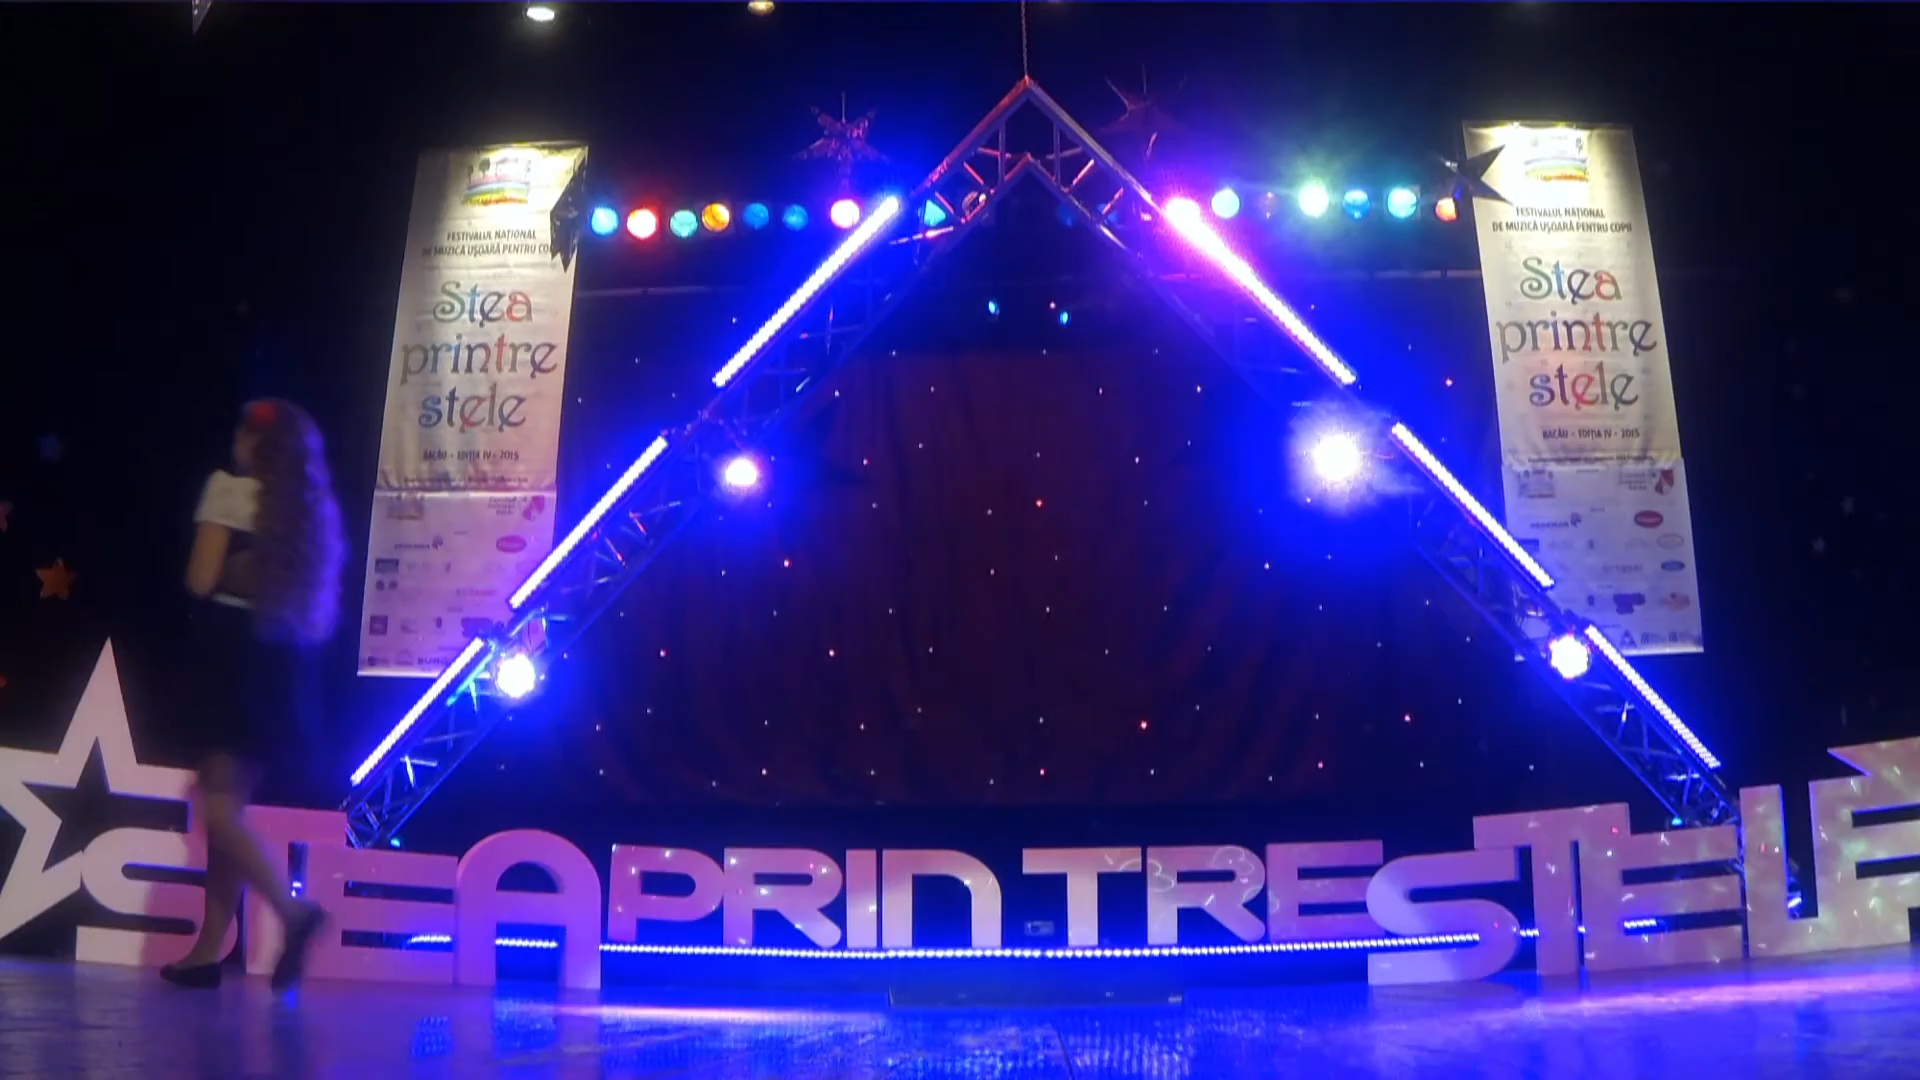 FESTIVALUL NAȚIONAL
DE MUZICĂ UȘOARĂ PENTRU COPII
Stea
printre
stele
BACĂU - EDIȚIA IV - 2015
FESTIVALUL NAȚIONAL
DE MUZICĂ UȘOARĂ PENTRU COPII
Stea
printre
stele
BACĂU - EDIȚIA IV - 2015
STEA PRINTRE STELE